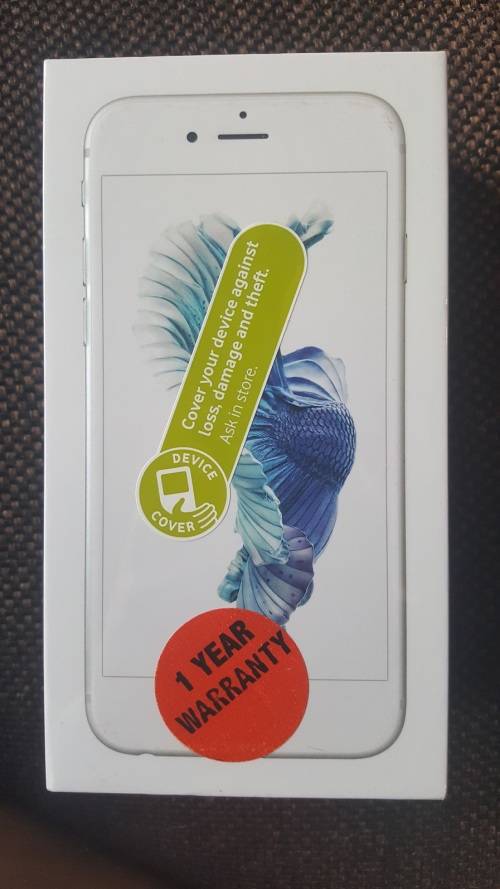 Cover your device against
loss, damage and theft.
Ask in store.
DEVICE
COVER
1 YEAR
WARRANTY